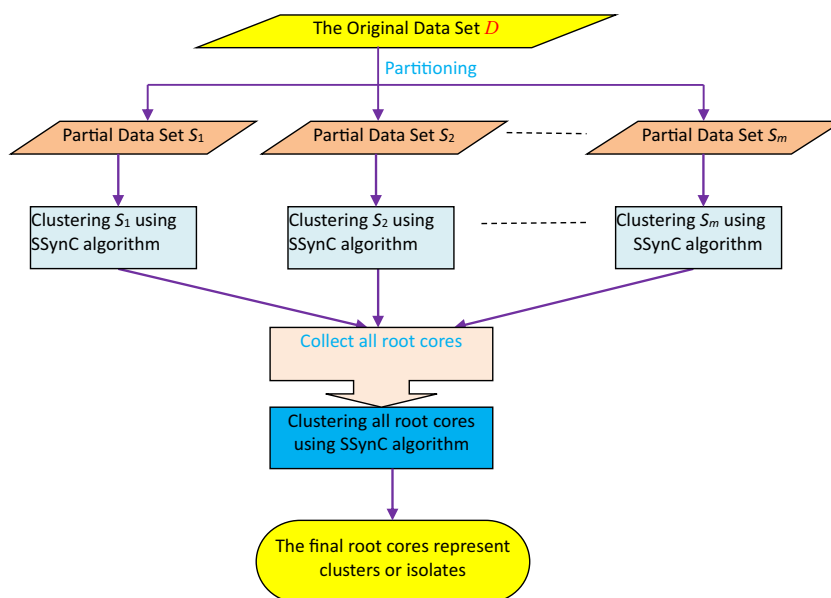 The Original Data Set D
Partitioning
Partial Data Set S1
Partial Data Set S2
Partial Data Set Sm
Clustering S1 using
SSynC algorithm
Clustering S2 using
SSynC algorithm
Clustering Sm using
SSynC algorithm
Collect all root cores
Clustering all root cores
using SSynC algorithm
The final root cores represent
clusters or isolates